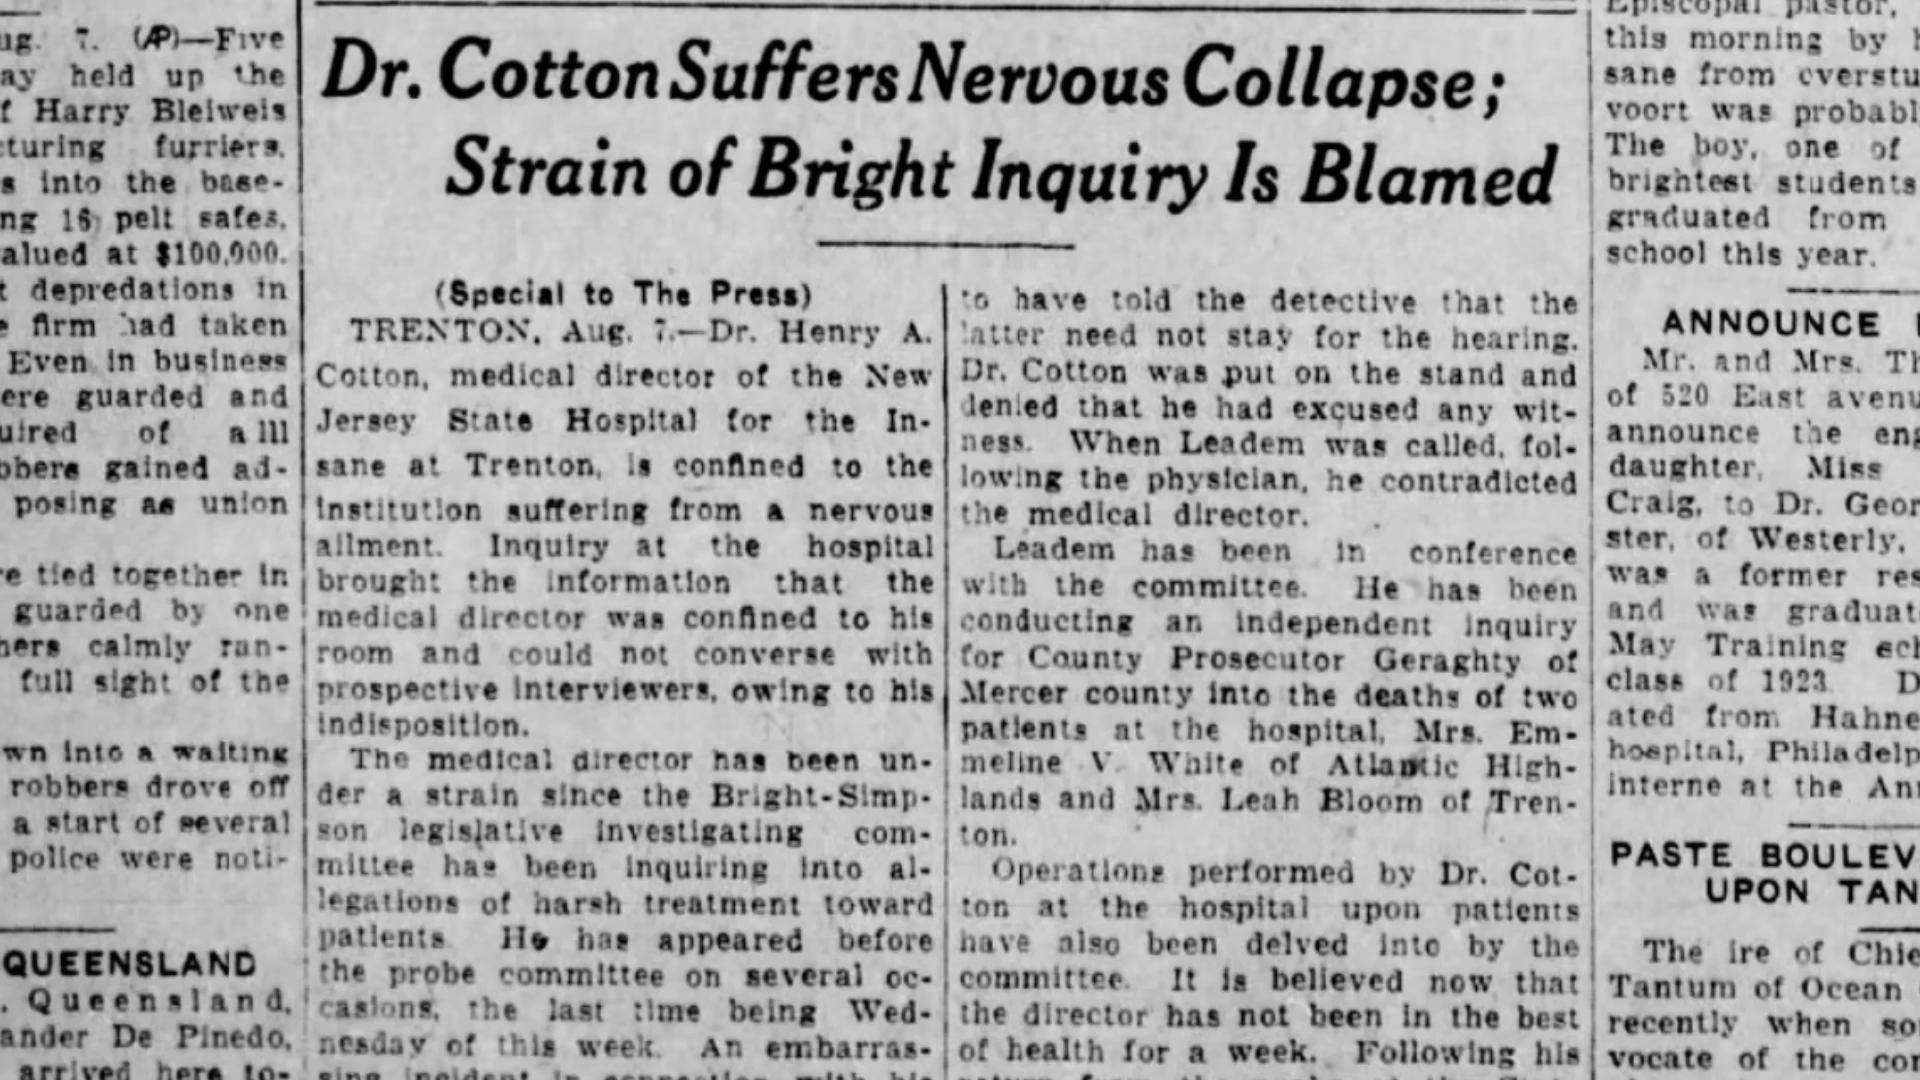 ug. 7. (AP)—Five
ay held up the
f Harry Bleiweis
cturing furriers.
s into the base-
ng 16 pelt safes,
valued at $100,000.
t depredations in
e firm had taken
Even in business
ere guarded and
uired of a lll
bbers gained ad-
posing as union
re tied together in
guarded by one
hers calmly ran-
full sight of the
wn into a waiting
robbers drove off
a start of several
police were noti-
QUEENSLAND
. Queensland,
ander De Pinedo,
arrived here to-
Dr. Cotton Suffers Nervous Collapse;
Strain of Bright Inquiry Is Blamed
(Special to The Press)
TRENTON, Aug. 7.—Dr. Henry A.
Cotton, medical director of the New
Jersey State Hospital for the In-
sane at Trenton, is confined to the
institution suffering from a nervous
ailment. Inquiry at the hospital
brought the information that the
medical director was confined to his
room and could not converse with
prospective interviewers, owing to his
indisposition.
The medical director has been un-
der a strain since the Bright-Simp-
son legislative investigating com-
mittee has been inquiring into al-
legations of harsh treatment toward
patients. He has appeared before
the probe committee on several oc-
casions, the last time being Wed-
nesday of this week. An embarras-
sing incident in connection with his
to have told the detective that the
latter need not stay for the hearing.
Dr. Cotton was put on the stand and
denied that he had excused any wit-
ness. When Leadem was called, fol-
lowing the physician, he contradicted
the medical director.
Leadem has been in conference
with the committee. He has been
conducting an independent inquiry
for County Prosecutor Geraghty of
Mercer county into the deaths of two
patients at the hospital, Mrs. Em-
meline V. White of Atlantic High-
lands and Mrs. Leah Bloom of Tren-
ton.
Operations performed by Dr. Cot-
ton at the hospital upon patients
have also been delved into by the
committee. It is believed now that
the director has not been in the best
of health for a week. Following his
Episcopal pastor,
this morning by
sane from overstu
voort was probabl
The boy, one of
brightest students
graduated from
school this year.
ANNOUNCE
Mr. and Mrs. Th
of 520 East avenu
announce the eng
daughter, Miss
Craig, to Dr. Geor
ster, of Westerly,
was a former res
and was graduate
May Training sch
class of 1923. D
ated from Hahne
hospital, Philadelp
interne at the Ann
PASTE BOULEV
UPON TAN
The ire of Chie
Tantum of Ocean
recently when so
vocate of the cor